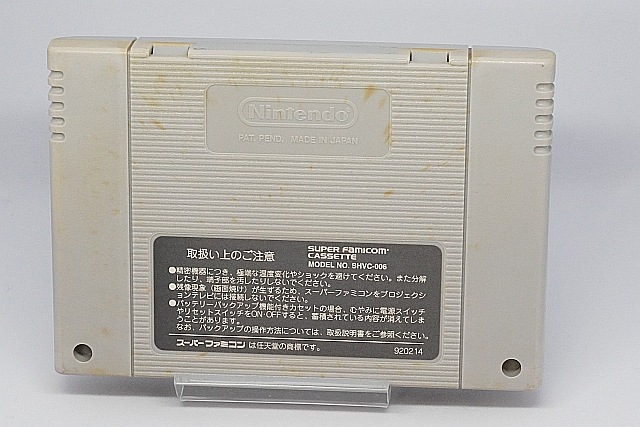 Nintendo
PAT. PEND. MADE IN JAPAN
取扱い上のご注意
SUPER FAMICOM
CASSETTE
MODEL NO. SHVC-006
●精密機器につき、極端な温度変化やショックを避けてください。また分解
したり、端子部を汚したりしないでください。
●残像現象（画面焼け）が生ずるため、スーパーファミコンをプロジェクシ
ョンテレビには接続しないでください。
●バッテリーバックアップ機能付きカセットの場合、むやみに電源スイッチ
やリセットスイッチをON・OFFすると、蓄積されている内容が消えてしま
うことがあります。
なお、バックアップの操作方法については、取扱説明書をご参照ください。
スーパーファミコンは任天堂の商標です。
920214